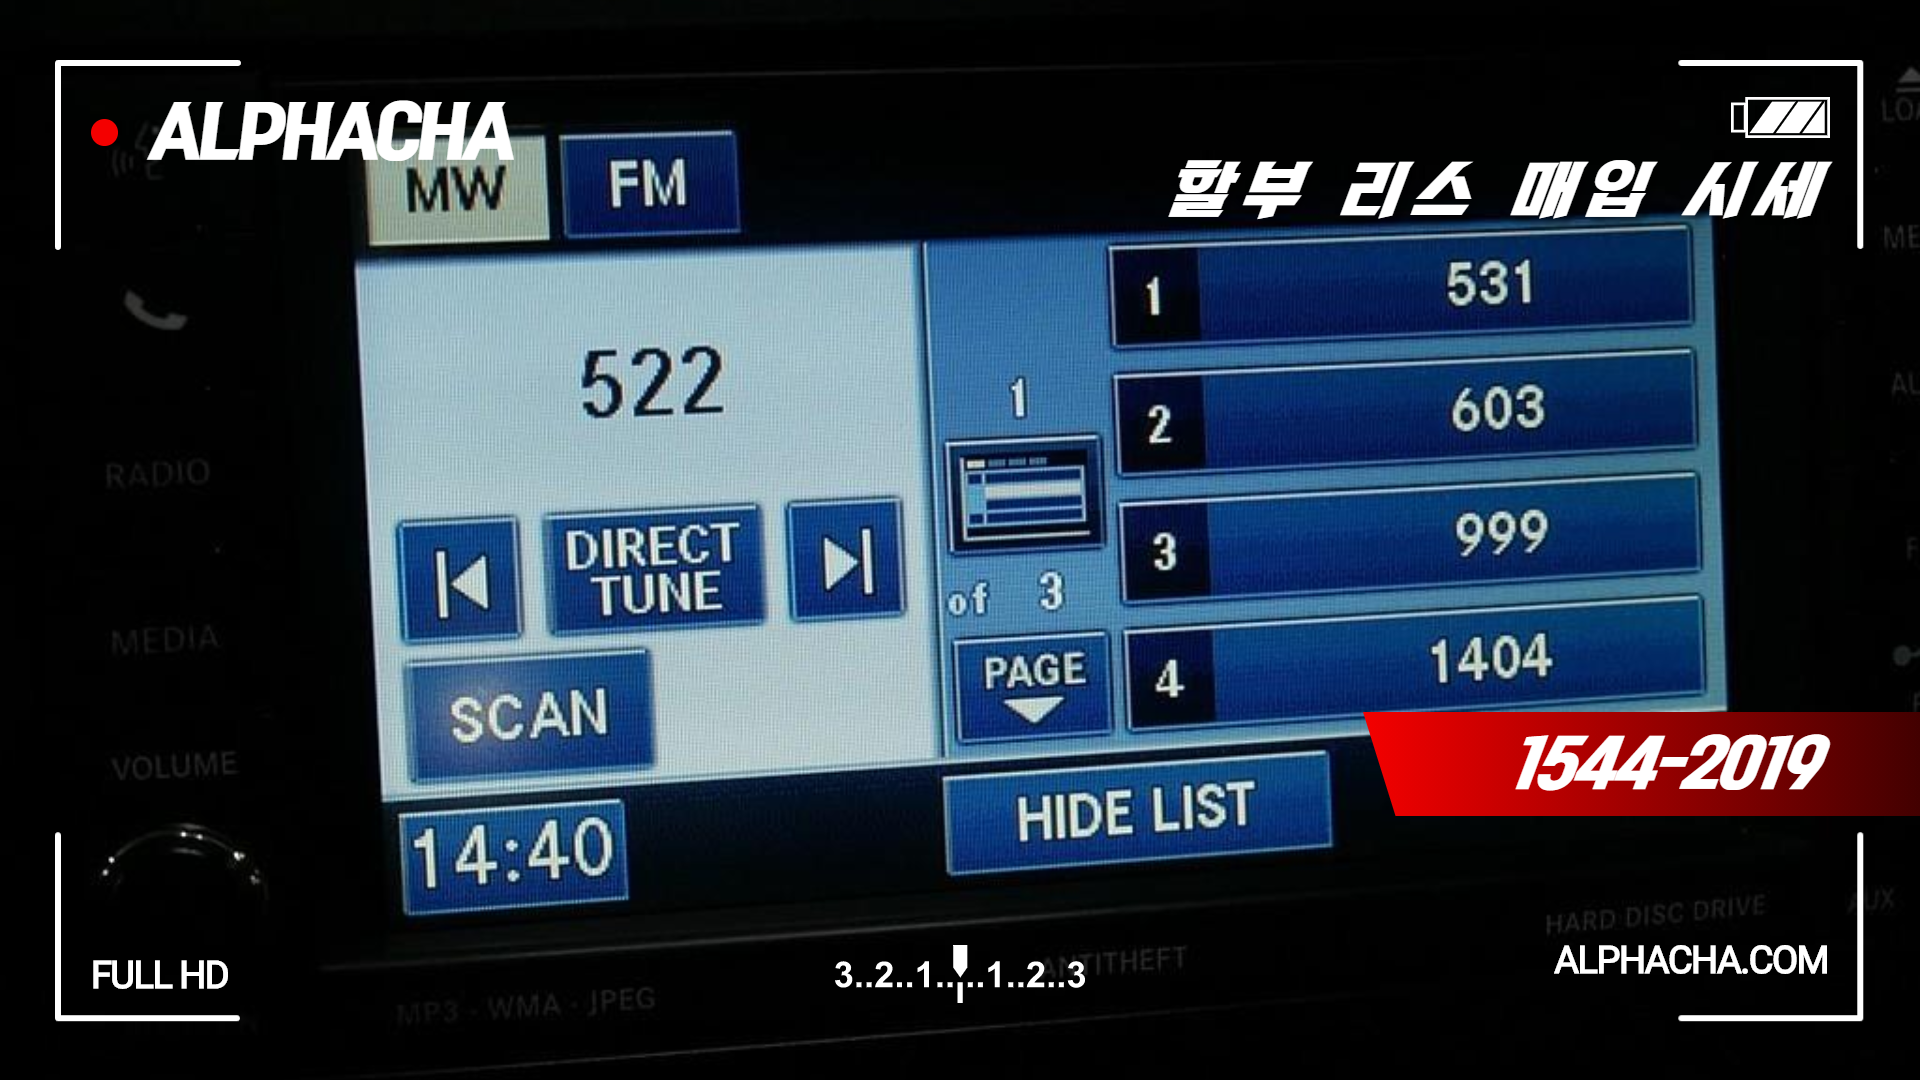 ALPHACHA
할부 리스 매입 시세
MW
FM
522
DIRECT
TUNE
SCAN
14:40
1
of 3
PAGE
1 531
2 603
3 999
4 1404
HIDE LIST
1544-2019
RADIO
MEDIA
VOLUME
HARD DISC DRIVE
AUX
ANTITHEFT
MP3 - WMA - JPEG
FULL HD
3..2..1....1..2..3
ALPHACHA.COM